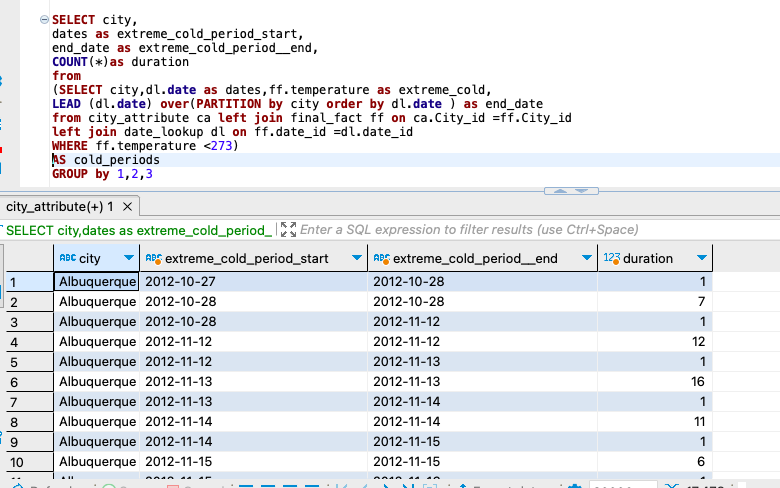 SELECT city,
dates as extreme_cold_period_start,
end_date as extreme_cold_period__end,
COUNT(*)as duration
from
(SELECT city,dl.date as dates,ff.temperature as extreme_cold,
LEAD (dl.date) over(PARTITION by city order by dl.date ) as end_date
from city_attribute ca left join final_fact ff on ca.City_id =ff.City_id
left join date_lookup dl on ff.date_id =dl.date_id
WHERE ff.temperature <273)
AS cold_periods
GROUP by 1,2,3
city_attribute(+) 1
SELECT city,dates as extreme_cold_period_ Enter a SQL expression to filter results (use Ctrl+Space)
ABC city ABC extreme_cold_period_start ABC extreme_cold_period__end 123 duration
1 Albuquerque 2012-10-27 2012-10-28 1
2 Albuquerque 2012-10-28 2012-10-28 7
3 Albuquerque 2012-10-28 2012-11-12 1
4 Albuquerque 2012-11-12 2012-11-12 12
5 Albuquerque 2012-11-12 2012-11-13 1
6 Albuquerque 2012-11-13 2012-11-13 16
7 Albuquerque 2012-11-13 2012-11-14 1
8 Albuquerque 2012-11-14 2012-11-14 11
9 Albuquerque 2012-11-14 2012-11-15 1
10 Albuquerque 2012-11-15 2012-11-15 6